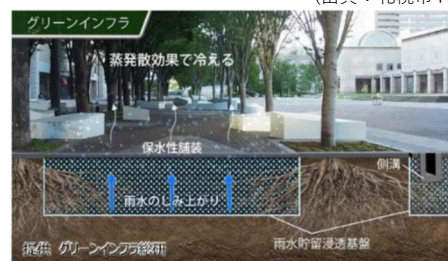 グリーンインフラ
蒸発散効果で冷える
保水性舗装
側溝
雨水のしみ上がり
雨水貯留浸透基盤
提供 グリーンインフラ総研